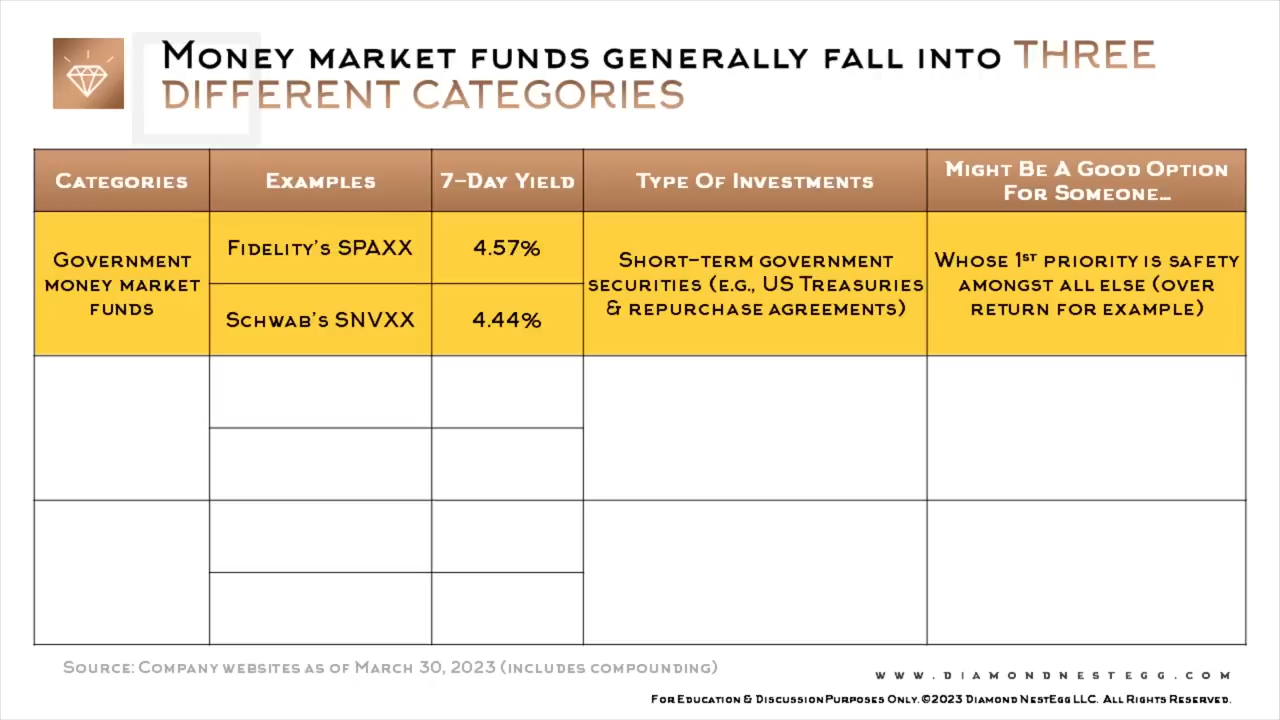 Money market funds generally fall into THREE
DIFFERENT CATEGORIES
Categories
Examples
7-Day Yield
Type Of Investments
Might Be A Good Option
For Someone…
Government
money market
funds
Fidelity's SPAXX
4.57%
Schwab's SNVXX
4.44%
Short-term government
securities (e.g., US Treasuries
& repurchase agreements)
Whose 1st priority is safety
amongst all else (over
return for example)
Source: Company websites as of March 30, 2023 (includes compounding)
WWW.DIAMONDNESTEGG.COM
For Education & Discussion Purposes Only. ©2023 Diamond NestEgg LLC. All Rights Reserved.